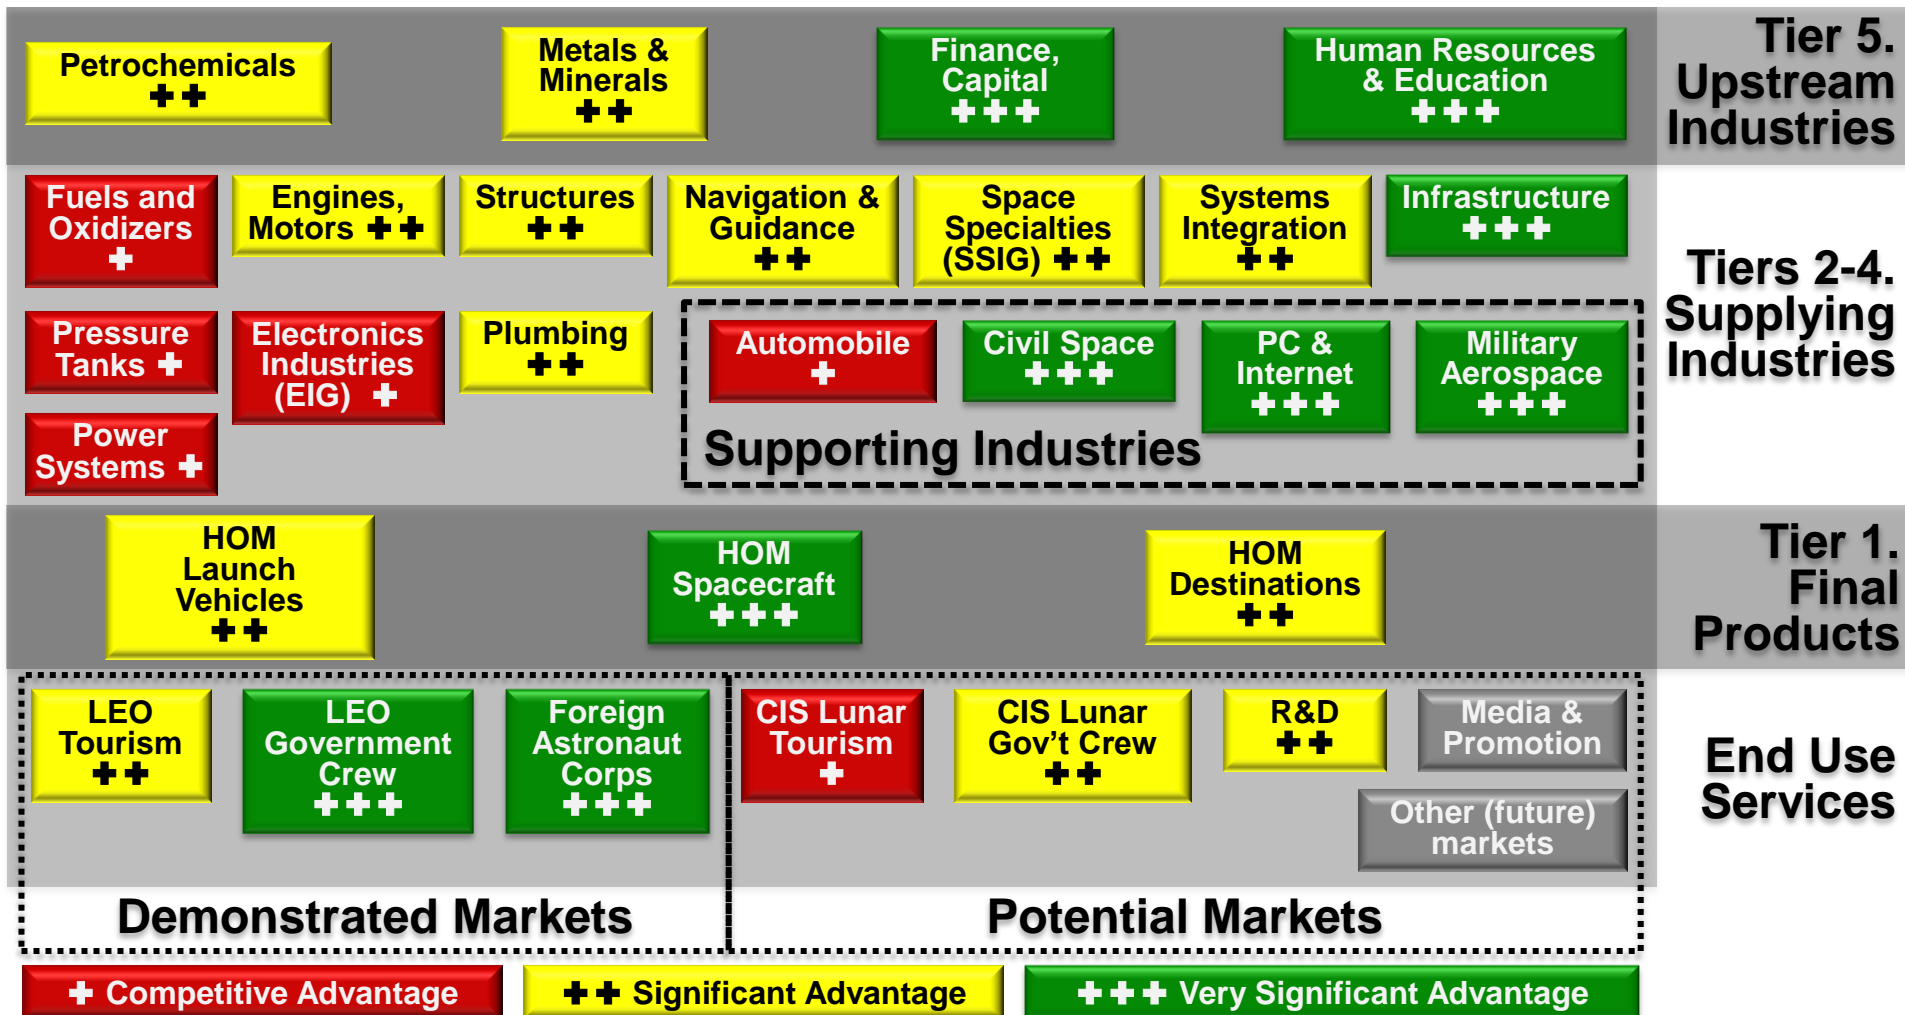 Petrochemicals
✚✚
Metals &
Minerals
✚✚
Finance,
Capital
✚✚✚
Human Resources
& Education
✚✚✚
Tier 5.
Upstream
Industries
Fuels and
Oxidizers
✚
Engines,
Motors ✚✚
Structures
✚✚
Navigation &
Guidance
✚✚
Space
Specialties
(SSIG) ✚✚
Systems
Integration
✚✚
Infrastructure
✚✚✚
Pressure
Tanks ✚
Electronics
Industries
(EIG) ✚
Plumbing
✚✚
Automobile
✚
Civil Space
✚✚✚
PC &
Internet
✚✚✚
Military
Aerospace
✚✚✚
Power
Systems ✚
Supporting Industries
Tiers 2-4.
Supplying
Industries
HOM
Launch
Vehicles
✚✚
HOM
Spacecraft
✚✚✚
HOM
Destinations
✚✚
Tier 1.
Final
Products
LEO
Tourism
✚✚
LEO
Government
Crew
✚✚✚
Foreign
Astronaut
Corps
✚✚✚
CIS Lunar
Tourism
✚
CIS Lunar
Gov't Crew
✚✚
R&D
✚✚
Media &
Promotion
Other (future)
markets
End Use
Services
Demonstrated Markets
Potential Markets
✚ Competitive Advantage
✚✚ Significant Advantage
✚✚✚ Very Significant Advantage